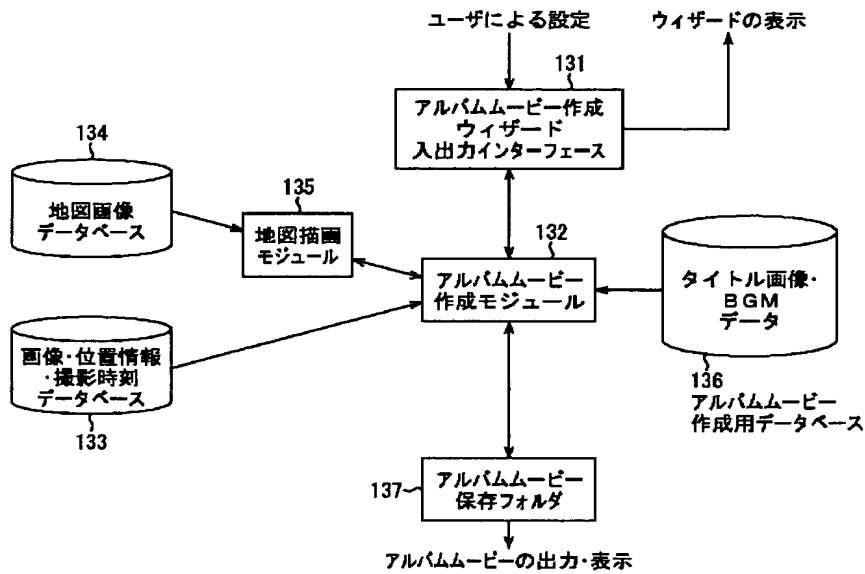 ユーザによる設定
ウィザードの表示
131
アルバムムービー作成
ウィザード
入出力インターフェース
134
地図画像
データベース
135
地図描画
モジュール
132
アルバムムービー
作成モジュール
タイトル画像・
BGM
データ
136
アルバムムービー
作成用データベース
画像・位置情報
・撮影時刻
データベース
133
137
アルバムムービー
保存フォルダ
アルバムムービーの出力・表示